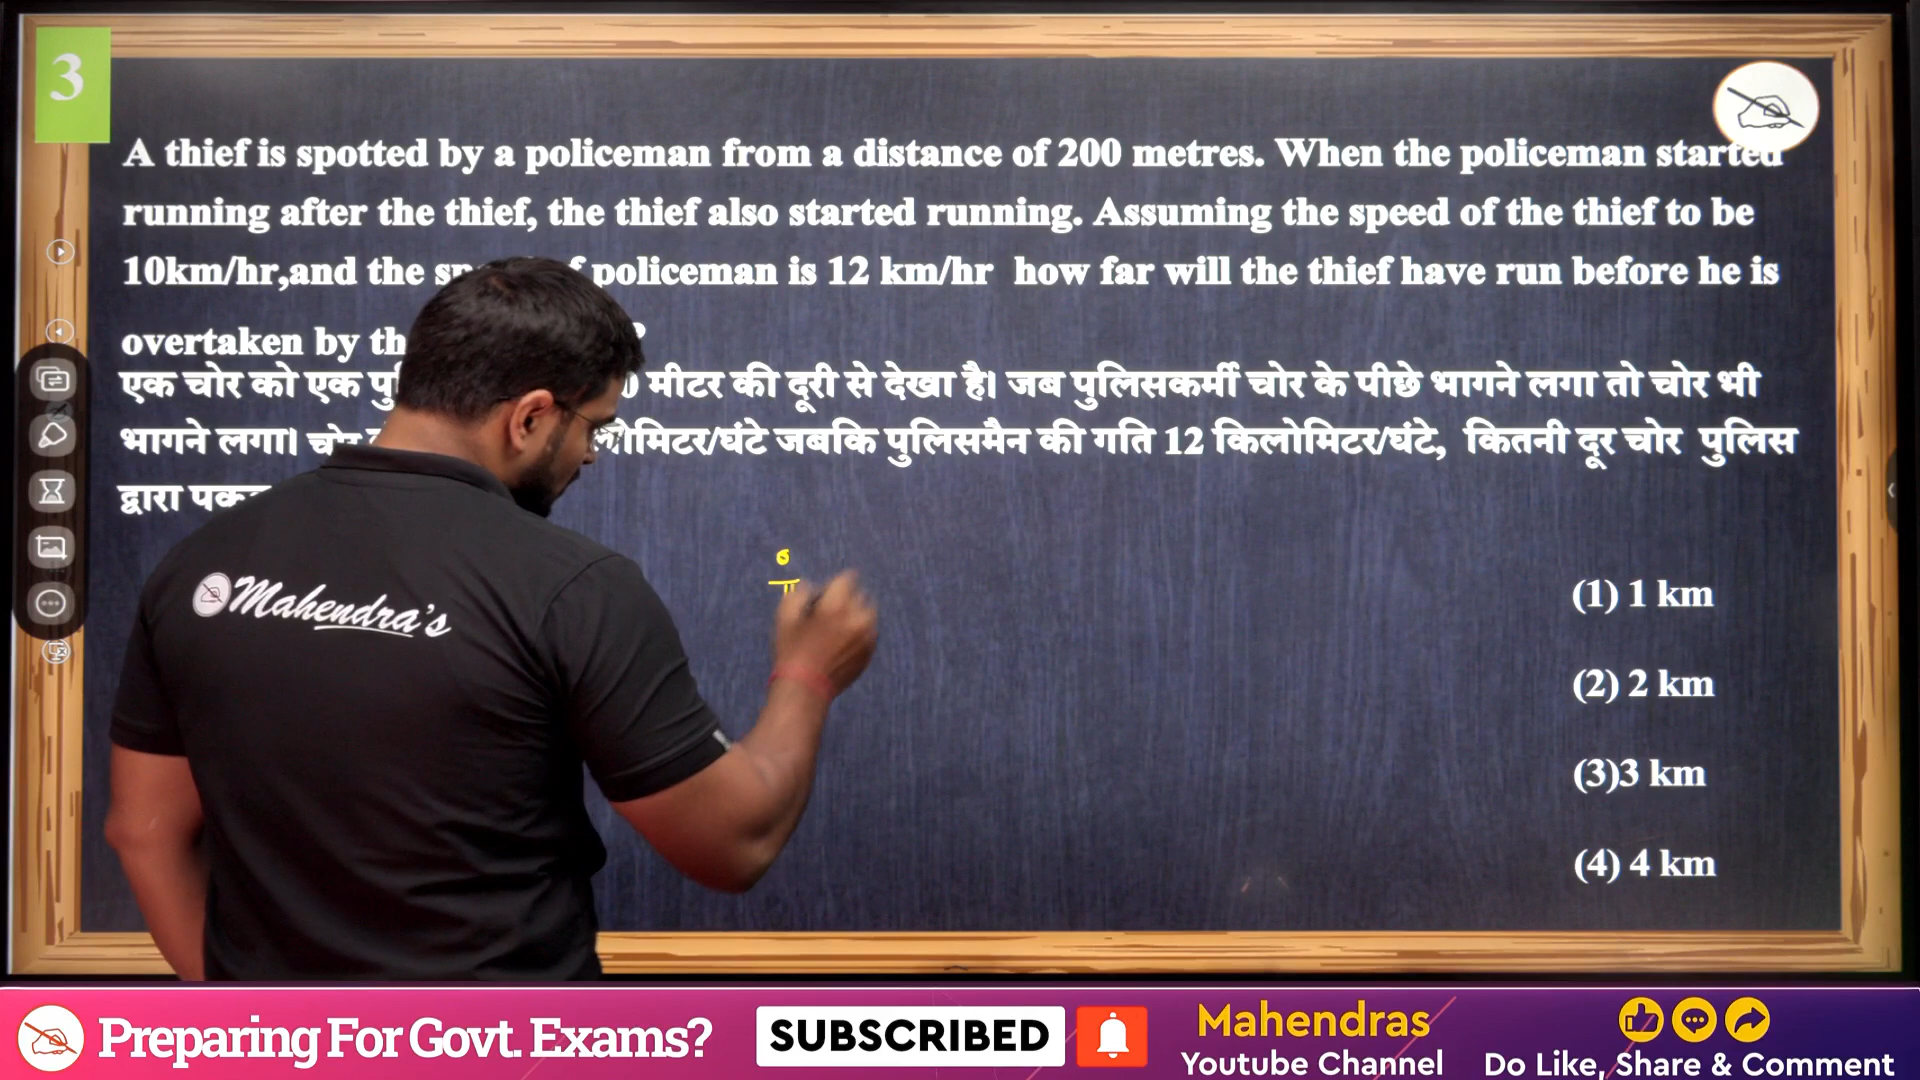 3
A thief is spotted by a policeman from a distance of 200 metres. When the policeman started
running after the thief, the thief also started running. Assuming the speed of the thief to be
10km/hr,and the policeman is 12 km/hr how far will the thief have run before he is
overtaken by
एक चोर को एक मीटर की दूरी से देखा है। जब पुलिसकर्मी चोर के पीछे भागने लगा तो चोर भी
भागने लगा। चोर जबकि पुलिसमैन की गति 12 किलोमिटर/घंटे, कितनी दूर चोर पुलिस
द्वारा
(1) 1 km
(2) 2 km
(3)3 km
(4) 4 km
Mahendra's
Preparing For Govt. Exams?
SUBSCRIBED
Mahendras
Youtube Channel
Do Like, Share & Comment